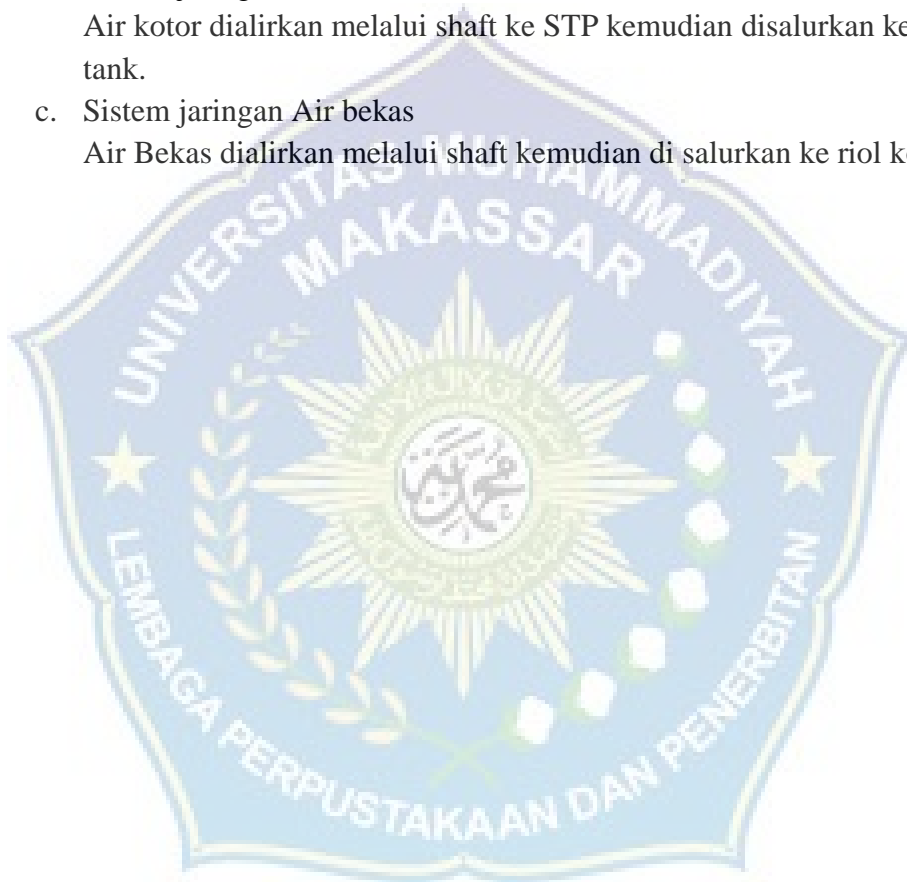 Air kotor dialirkan melalui shaft ke STP kemudian disalurkan ke
tank.
c. Sistem jaringan Air bekas
Air Bekas dialirkan melalui shaft kemudian di salurkan ke riol
UNIVERSITAS MUHAMMADIYAH
MAKASSAR
محمد
LEMBAGA PERPUSTAKAAN DAN PENERBITAN